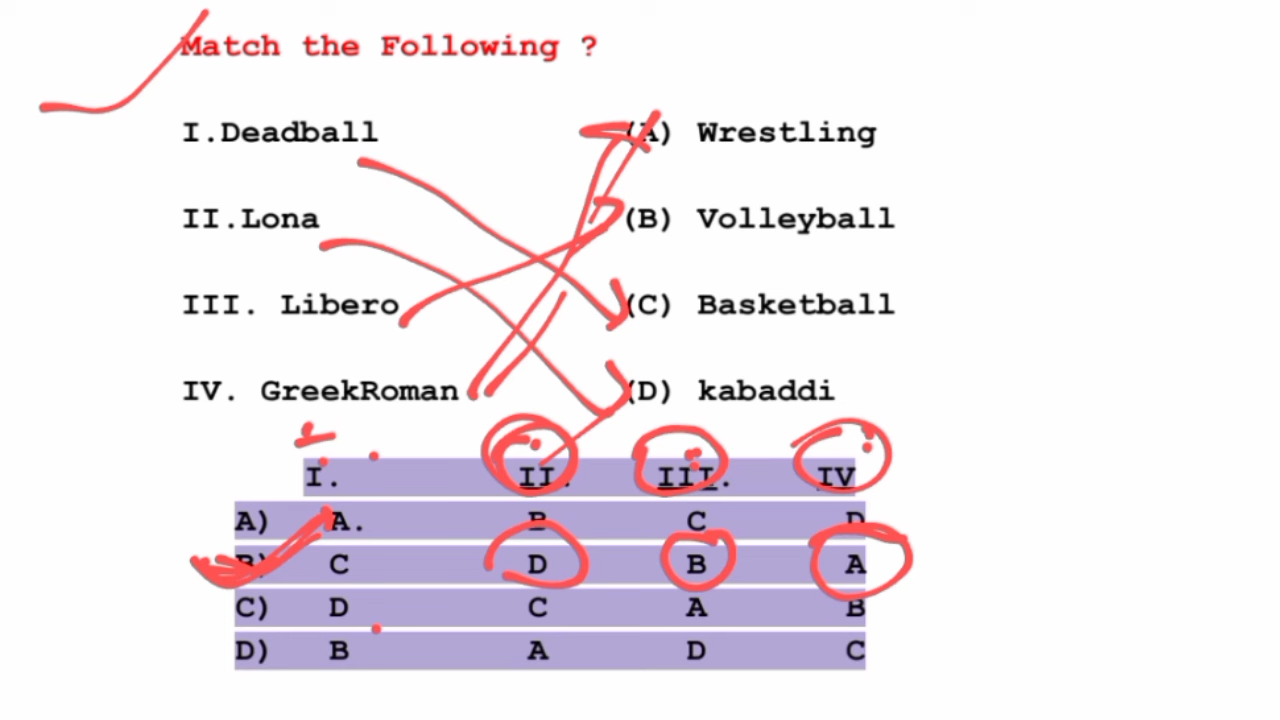 Match the Following ?
I.Deadball (A) Wrestling
II.Lona (B) Volleyball
III. Libero (C) Basketball
IV. GreekRoman (D) kabaddi
I. II. III. IV
A) A. B C D
B) C D B A
C) D C A B
D) B A D C